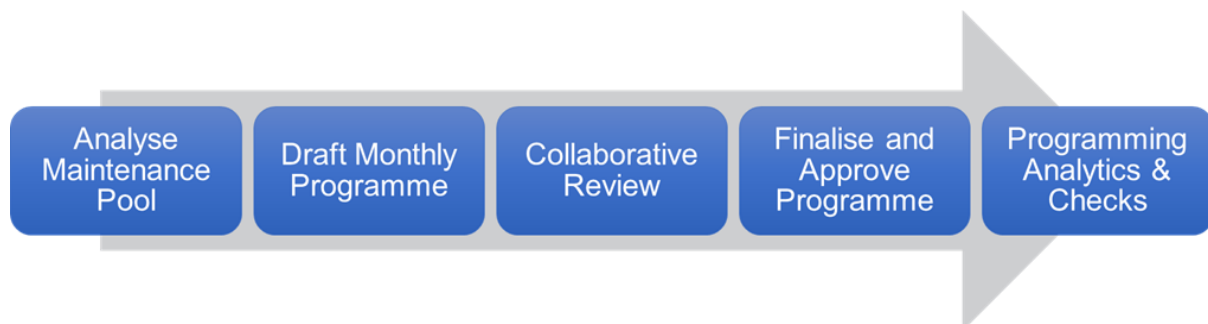 Analyse
Maintenance
Pool
Draft Monthly
Programme
Collaborative
Review
Finalise and
Approve
Programme
Programming
Analytics &
Checks